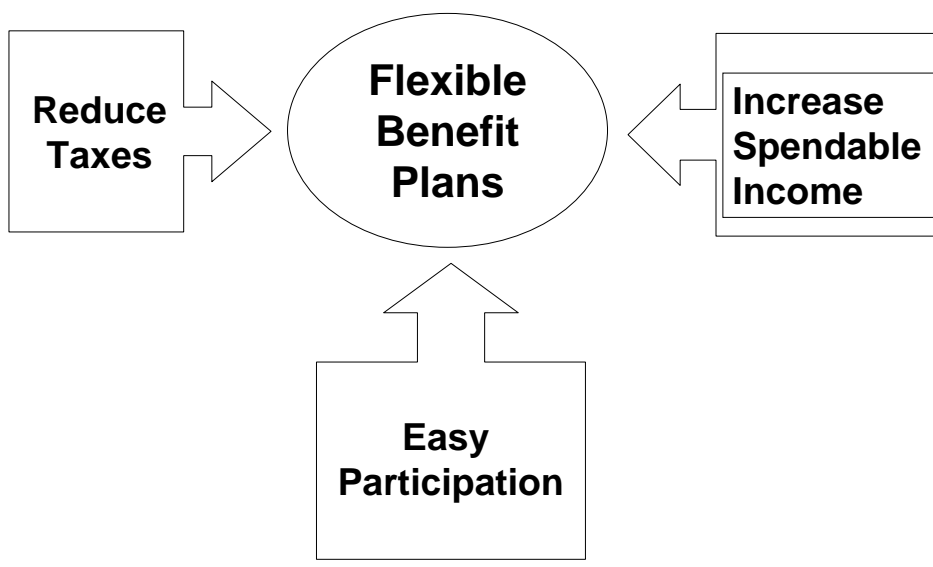 Reduce
Taxes
Flexible
Benefit
Plans
Increase
Spendable
Income
Easy
Participation